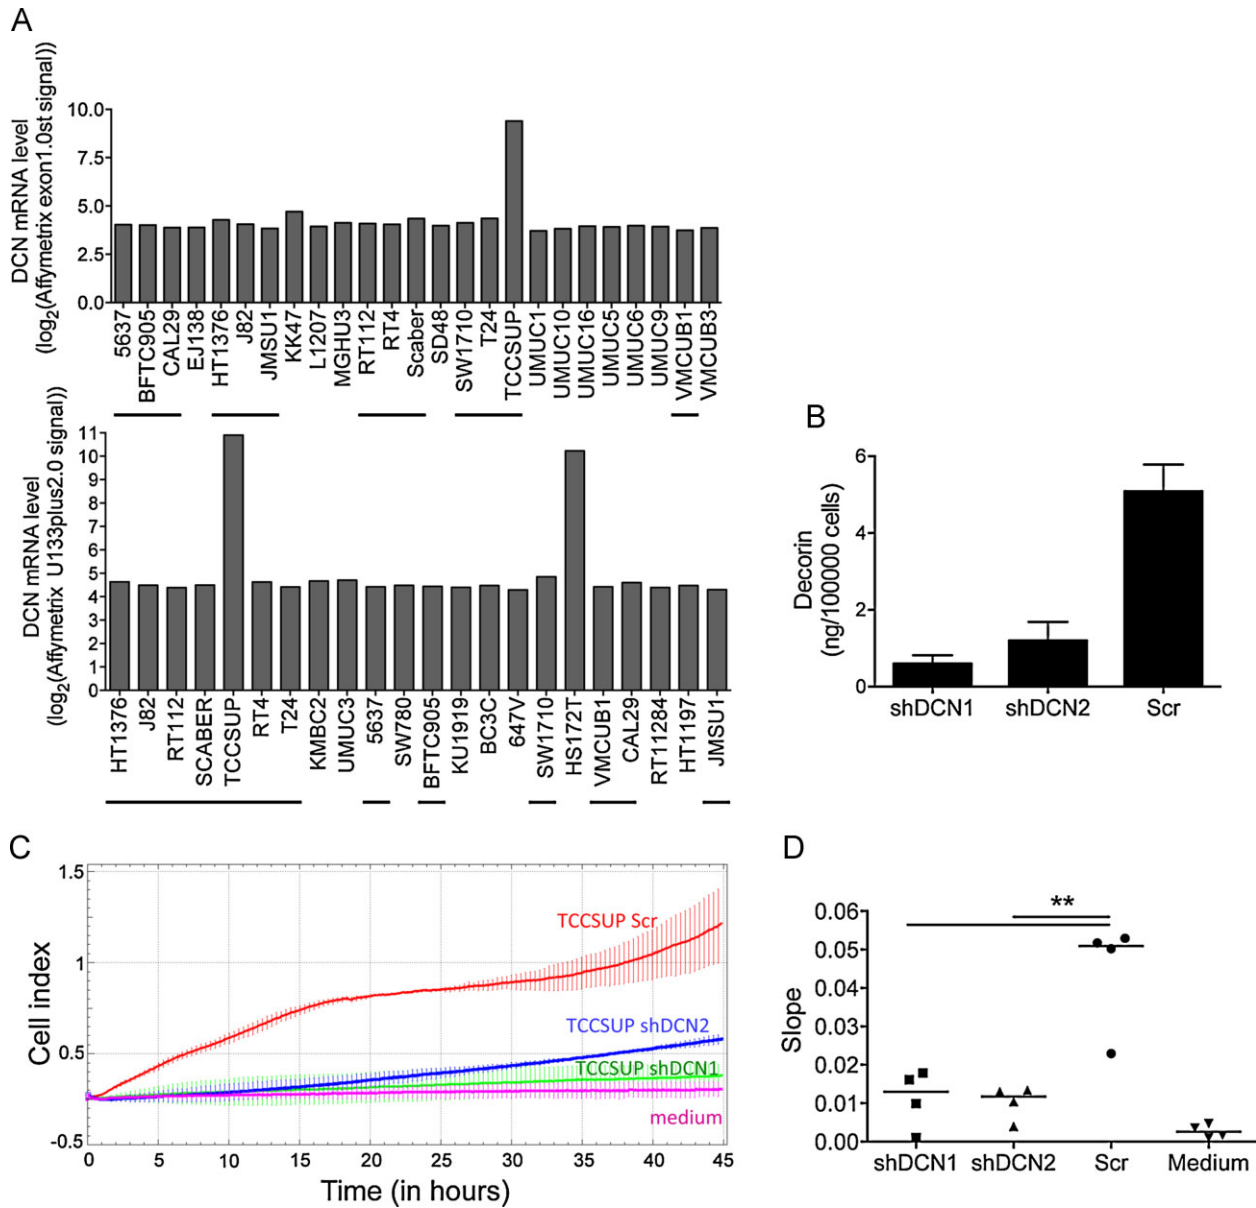 A
DCN mRNA level
(log2(Affymetrix exon1.0st signal))
10.0
7.5
5.0
2.5
0.0
5637
BFTC905
CAL29
EJ138
HT1376
J82
JMSU1
KK47
L1207
MGHU3
RT112
RT4
Scaber
SD48
SW1710
T24
TCCSUP
UMUC1
UMUC10
UMUC16
UMUC5
UMUC6
UMUC9
VMCUB1
VMCUB3
DCN mRNA level
(log2(Affymetrix U133plus2.0 signal))
11
10
9
8
7
6
5
4
3
2
1
0
HT1376
J82
RT112
SCABER
TCCSUP
RT4
T24
KMBC2
UMUC3
5637
SW780
BFTC905
KU1919
BC3C
647V
SW1710
HS172T
VMCUB1
CAL29
RT11284
HT1197
JMSU1
B
Decorin
(ng/100000 cells)
6
4
2
0
shDCN1
shDCN2
Scr
C
Cell index
1.5
1
0.5
-0.5
TCCSUP Scr
TCCSUP shDCN2
TCCSUP shDCN1
medium
0 5 10 15 20 25 30 35 40 45
Time (in hours)
D
Slope
0.06
0.05
0.04
0.03
0.02
0.01
0.00
**
shDCN1
shDCN2
Scr
Medium